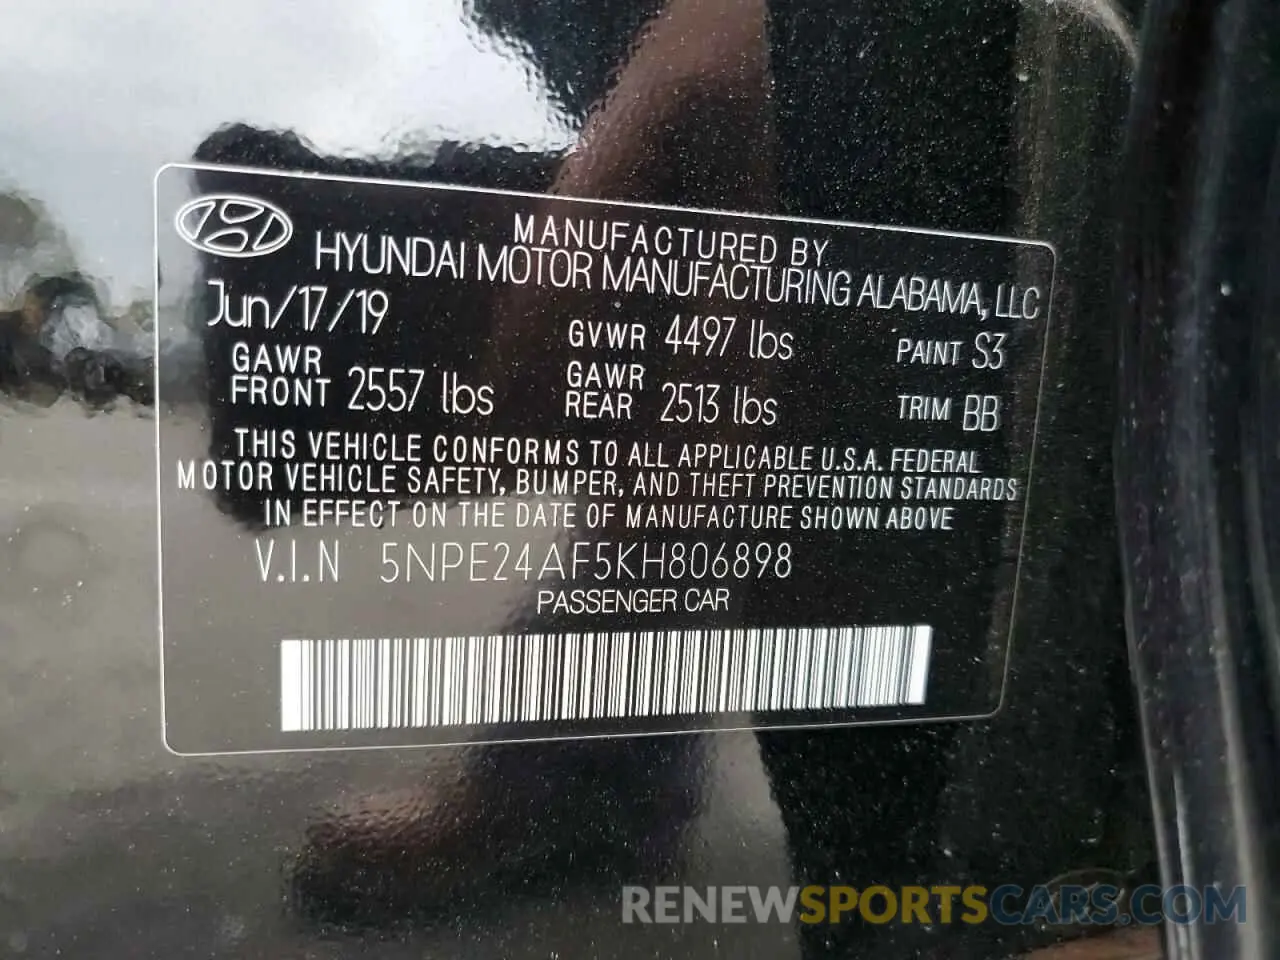 MANUFACTURED BY
HYUNDAI MOTOR MANUFACTURING ALABAMA, LLC
Jun/17/19
GVWR 4497 lbs
PAINT S3
GAWR FRONT 2557 lbs
GAWR REAR 2513 lbs
TRIM BB
THIS VEHICLE CONFORMS TO ALL APPLICABLE U.S.A. FEDERAL
MOTOR VEHICLE SAFETY, BUMPER, AND THEFT PREVENTION STANDARDS
IN EFFECT ON THE DATE OF MANUFACTURE SHOWN ABOVE
V.I.N 5NPE24AF5KH806898
PASSENGER CAR
RENEWSPORTSCARS.COM